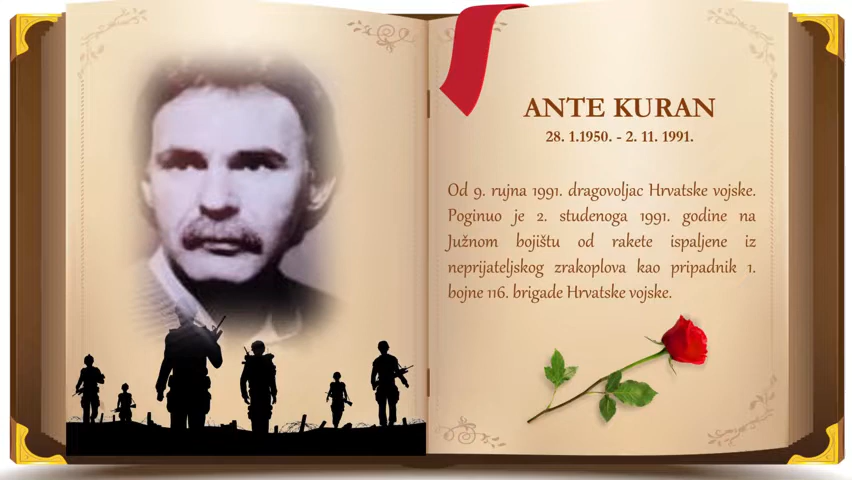 ANTE KURAN
28. 1.1950. - 2. 11. 1991.
Od 9. rujna 1991. dragovoljac Hrvatske vojske.
Poginuo je 2. studenoga 1991. godine na
Južnom bojištu od rakete ispaljene iz
neprijateljskog zrakoplova kao pripadnik 1.
bojne 116. brigade Hrvatske vojske.